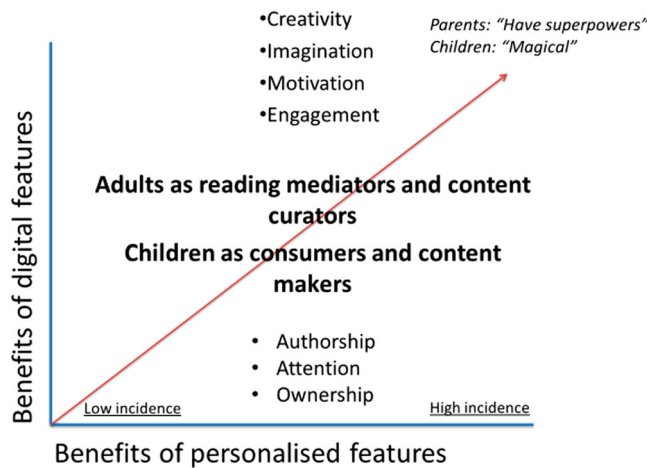 •Creativity
•Imagination
•Motivation
•Engagement
Parents: “Have superpowers”
Children: “Magical”
Benefits of digital features
Adults as reading mediators and content
curators
Children as consumers and content
makers
• Authorship
• Attention
• Ownership
Low incidence
High incidence
Benefits of personalised features